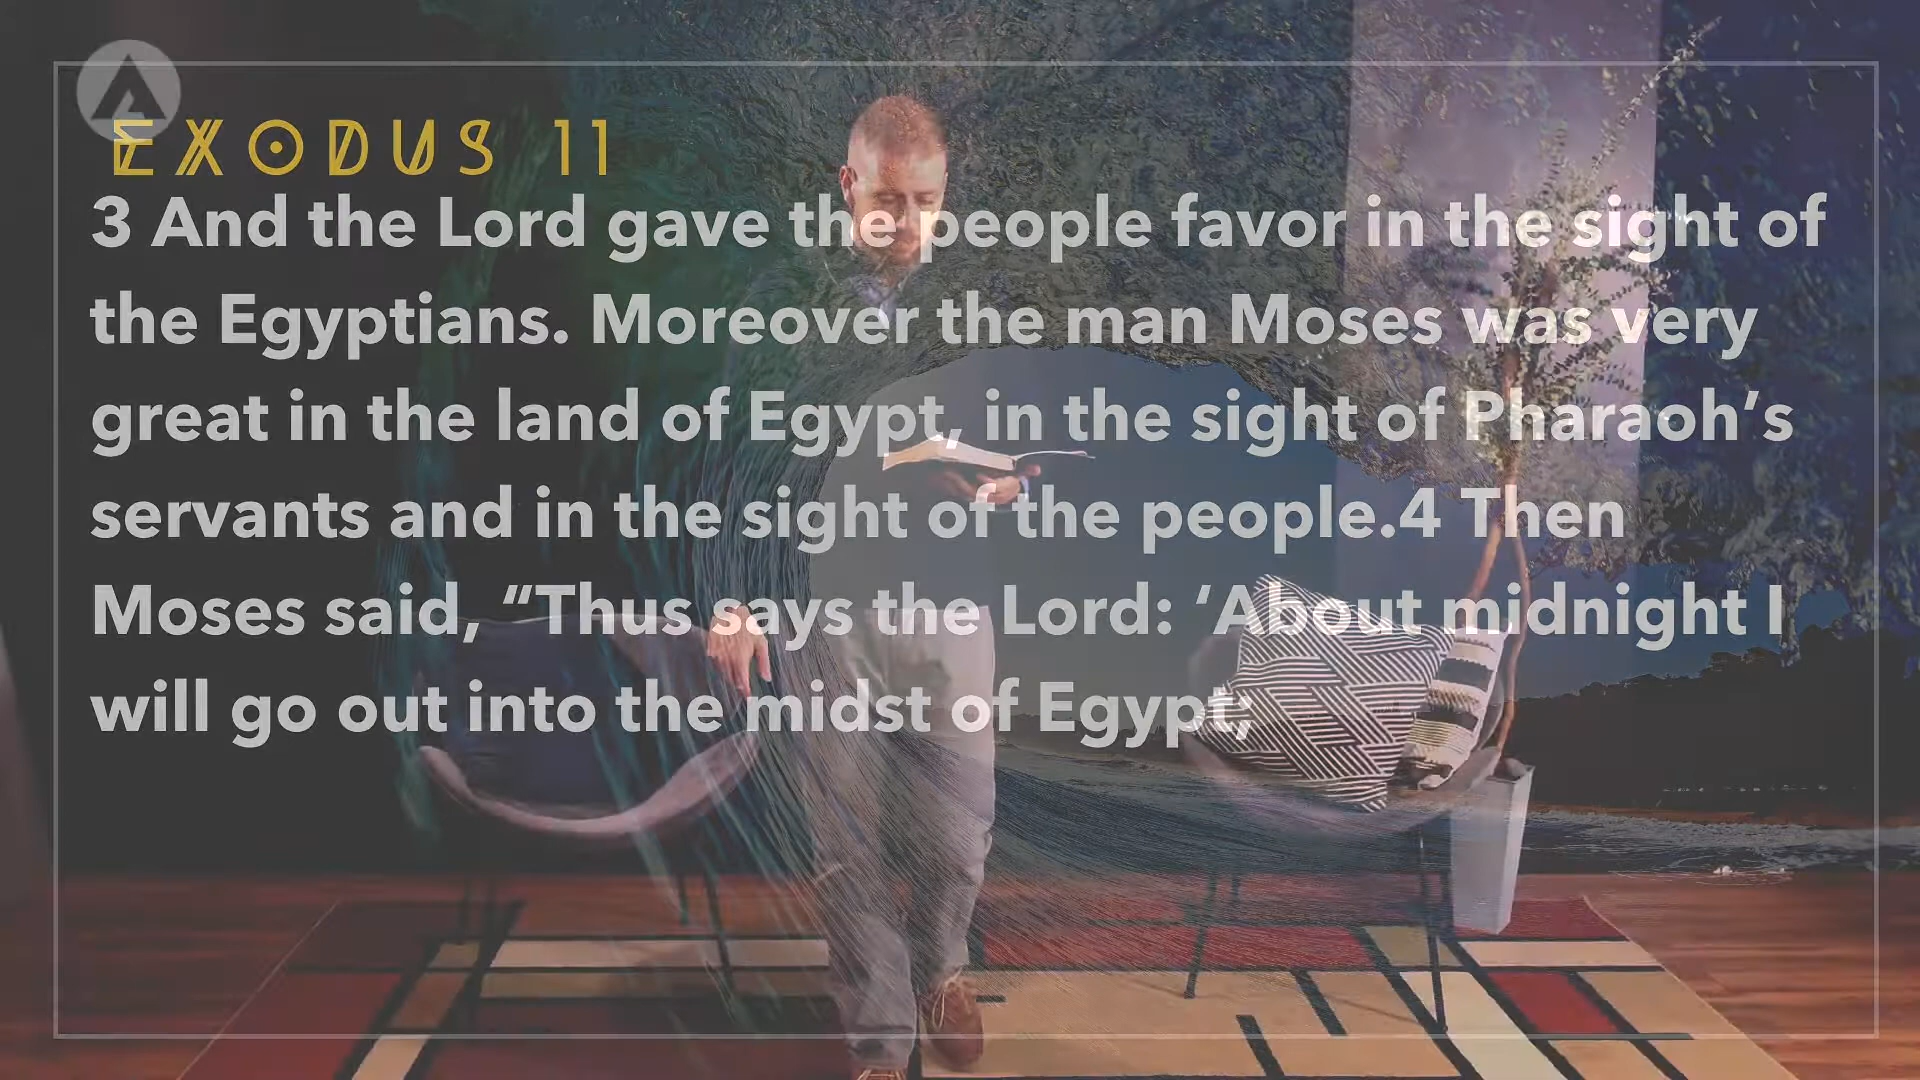 EXODUS 11
3 And the Lord gave the people favor in the sight of
the Egyptians. Moreover the man Moses was very
great in the land of Egypt, in the sight of Pharaoh’s
servants and in the sight of the people.4 Then
Moses said, “Thus says the Lord: ‘About midnight I
will go out into the midst of Egypt;